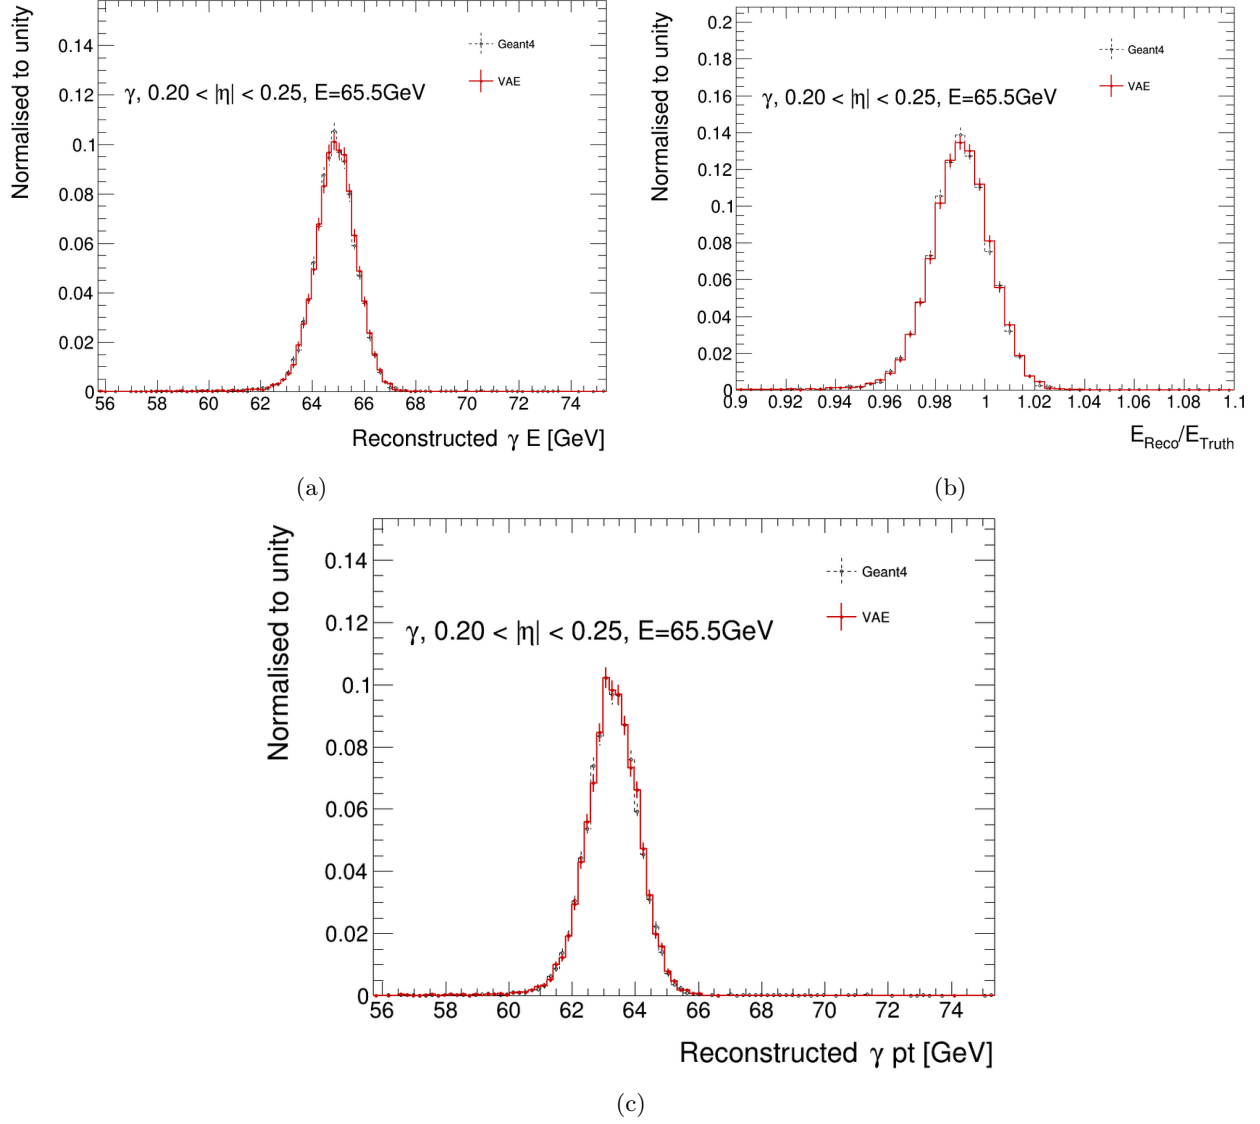 Normalised to unity
0.14
0.12
0.1
0.08
0.06
0.04
0.02
0
Geant4
VAE
γ, 0.20 < |η| < 0.25, E=65.5GeV
56 58 60 62 64 66 68 70 72 74
Reconstructed γ E [GeV]
(a)
Normalised to unity
0.2
0.18
0.16
0.14
0.12
0.1
0.08
0.06
0.04
0.02
0
Geant4
VAE
γ, 0.20 < |η| < 0.25, E=65.5GeV
0.9 0.92 0.94 0.96 0.98 1 1.02 1.04 1.06 1.08 1.1
E_Reco/E_Truth
(b)
Normalised to unity
0.14
0.12
0.1
0.08
0.06
0.04
0.02
0
Geant4
VAE
γ, 0.20 < |η| < 0.25, E=65.5GeV
56 58 60 62 64 66 68 70 72 74
Reconstructed γ pt [GeV]
(c)